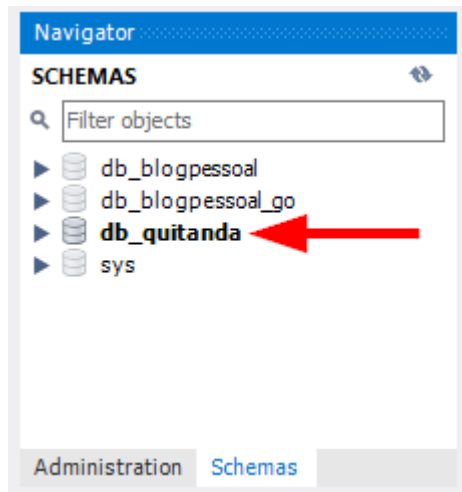 Navigator
SCHEMAS
Filter objects
db_blogpessoal
db_blogpessoal_go
db_quitanda
sys
Administration Schemas